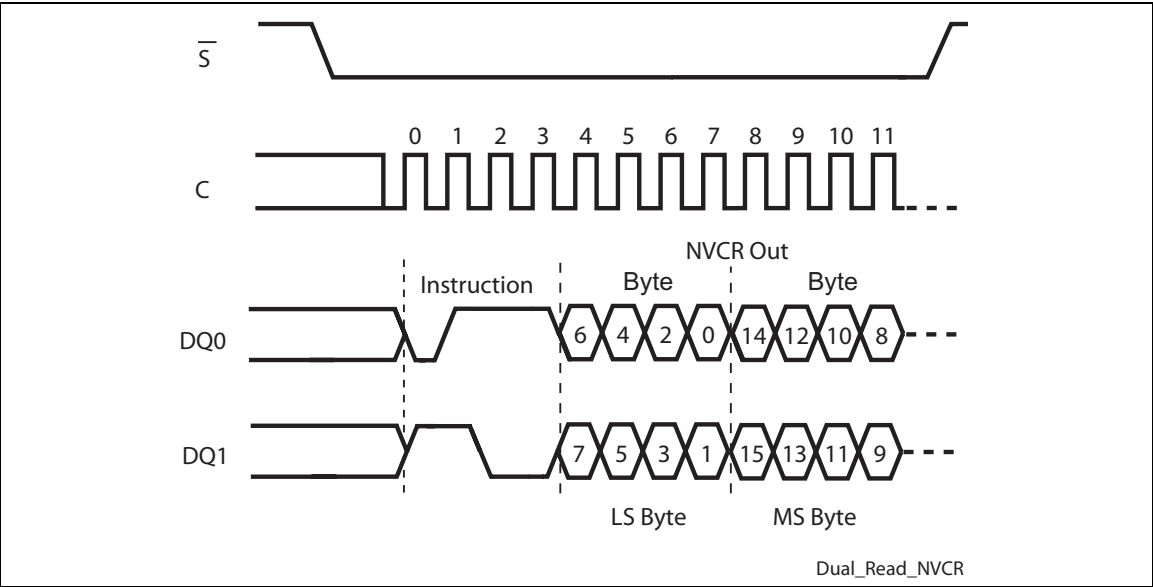 S
0 1 2 3 4 5 6 7 8 9 10 11
C
NVCR Out
Instruction Byte Byte
DQ0 6 4 2 0 14 12 10 8
DQ1 7 5 3 1 15 13 11 9
LS Byte MS Byte
Dual_Read_NVCR